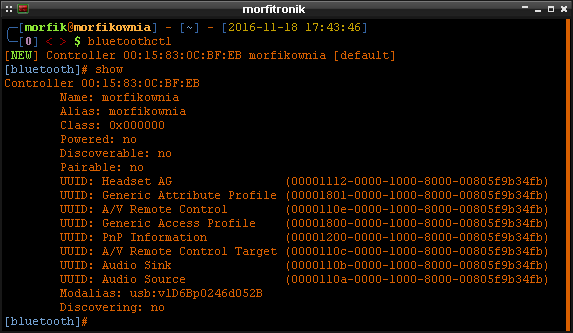 morfitronik
[morfik@morfikownia] - [~] - [2016-11-18 17:43:46]
[0] < > $ bluetoothctl
[NEW] Controller 00:15:83:0C:BF:EB morfikownia [default]
[bluetooth]# show
Controller 00:15:83:0C:BF:EB
Name: morfikownia
Alias: morfikownia
Class: 0x000000
Powered: no
Discoverable: no
Pairable: no
UUID: Headset AG (00001112-0000-1000-8000-00805f9b34fb)
UUID: Generic Attribute Profile (00001801-0000-1000-8000-00805f9b34fb)
UUID: A/V Remote Control (0000110e-0000-1000-8000-00805f9b34fb)
UUID: Generic Access Profile (00001800-0000-1000-8000-00805f9b34fb)
UUID: PnP Information (00001200-0000-1000-8000-00805f9b34fb)
UUID: A/V Remote Control Target (0000110c-0000-1000-8000-00805f9b34fb)
UUID: Audio Sink (0000110b-0000-1000-8000-00805f9b34fb)
UUID: Audio Source (0000110a-0000-1000-8000-00805f9b34fb)
Modalias: usb:v1D6Bp0246d052B
Discovering: no
[bluetooth]#